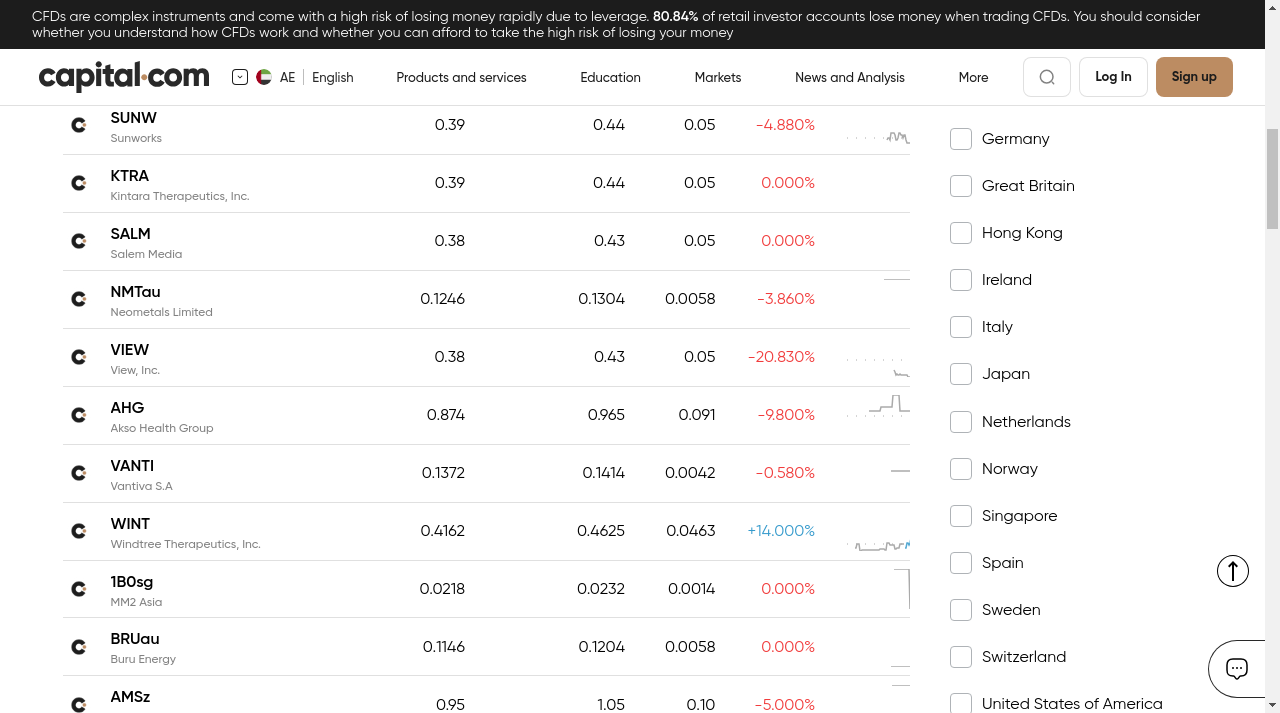 CFDs are complex instruments and come with a high risk of losing money rapidly due to leverage. 80.84% of retail investor accounts lose money when trading CFDs. You should consider
whether you understand how CFDs work and whether you can afford to take the high risk of losing your money
capital.com AE English Products and services Education Markets News and Analysis More Log In Sign up
SUNW 0.39 0.44 0.05 -4.880%
Sunworks
KTRA 0.39 0.44 0.05 0.000%
Kintara Therapeutics, Inc.
SALM 0.38 0.43 0.05 0.000%
Salem Media
NMTau 0.1246 0.1304 0.0058 -3.860%
Neometals Limited
VIEW 0.38 0.43 0.05 -20.830%
View, Inc.
AHG 0.874 0.965 0.091 -9.800%
Akso Health Group
VANTI 0.1372 0.1414 0.0042 -0.580%
Vantiva S.A
WINT 0.4162 0.4625 0.0463 +14.000%
Windtree Therapeutics, Inc.
1B0sg 0.0218 0.0232 0.0014 0.000%
MM2 Asia
BRUau 0.1146 0.1204 0.0058 0.000%
Buru Energy
AMSz 0.95 1.05 0.10 -5.000%
Germany
Great Britain
Hong Kong
Ireland
Italy
Japan
Netherlands
Norway
Singapore
Spain
Sweden
Switzerland
United States of America